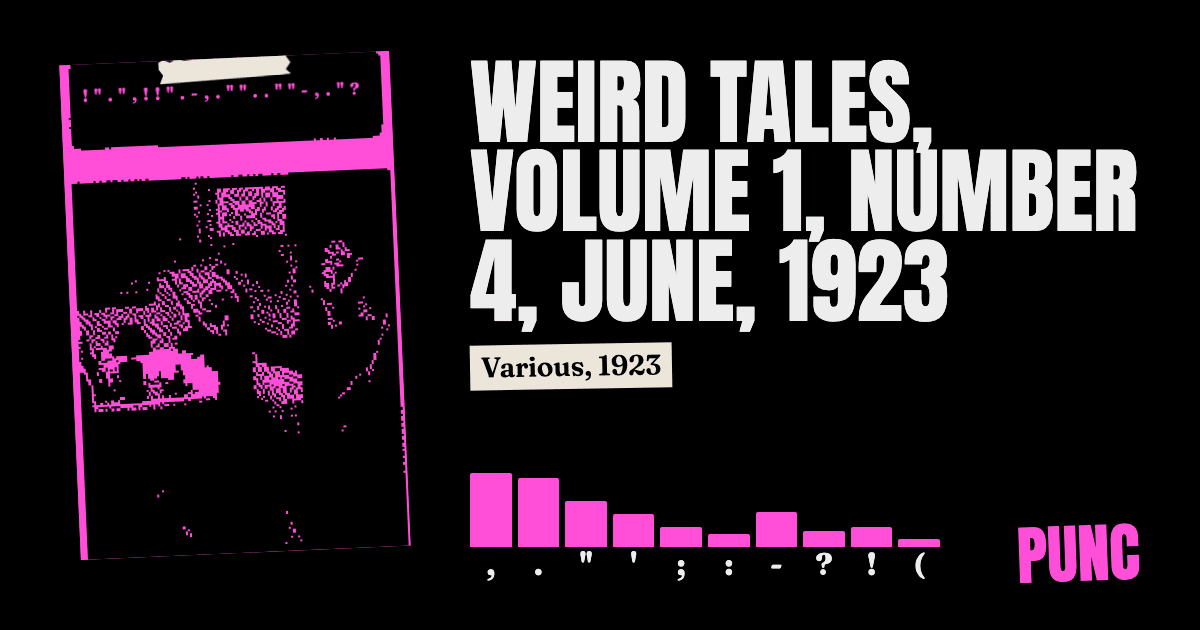 !".",!!".-,."".."”-,."?
WEIRD TALES,
VOLUME 1, NUMBER
4, JUNE, 1923
Various, 1923
, . " ' ; : - ? ! (
PUNC